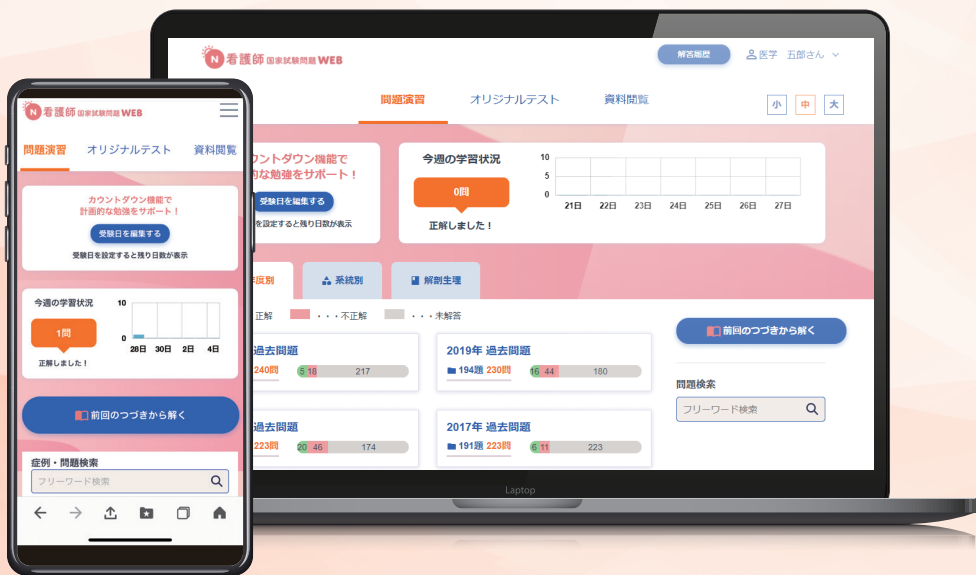 N 看護師 国家試験問題 WEB
問題演習 オリジナルテスト 資料閲覧
カウントダウン機能で
計画的な勉強をサポート！
受験日を編集する
受験日を設定すると残り日数が表示
今週の学習状況
1問
正解しました！
10
0
28日 30日 2日 4日
前回のつづきから解く
症例・問題検索
フリーワード検索
N 看護師 国家試験問題 WEB
解答履歴
医学 五郎さん
問題演習 オリジナルテスト 資料閲覧
小 中 大
ウントダウン機能で
的な勉強をサポート！
受験日を編集する
を設定すると残り日数が表示
今週の学習状況
0問
正解しました！
10
5
0
21日 22日 23日 24日 25日 26日 27日
度別 系統別 解剖生理
正解 ・・・不正解 ・・・未解答
過去問題
240問 5 18 217
2019年 過去問題
194題 230問 16 44 180
過去問題
223問 20 46 174
2017年 過去問題
191題 223問 6 11 223
前回のつづきから解く
問題検索
フリーワード検索
Laptop